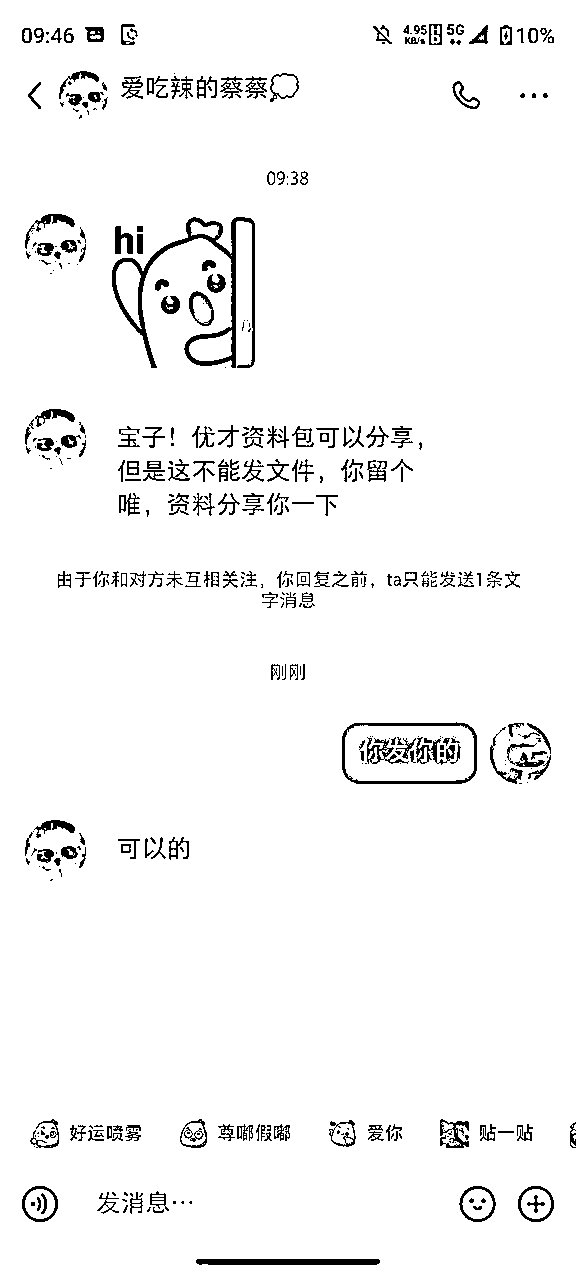 09:46
4.95 KB/s 5G 10%
爱吃辣的蔡蔡
09:38
hi
宝子！优才资料包可以分享，
但是这不能发文件，你留个
唯，资料分享你一下
由于你和对方未互相关注，你回复之前，ta只能发送1条文
字消息
刚刚
你发你的
可以的
好运喷雾 尊嘟假嘟 爱你 贴一贴
发消息…